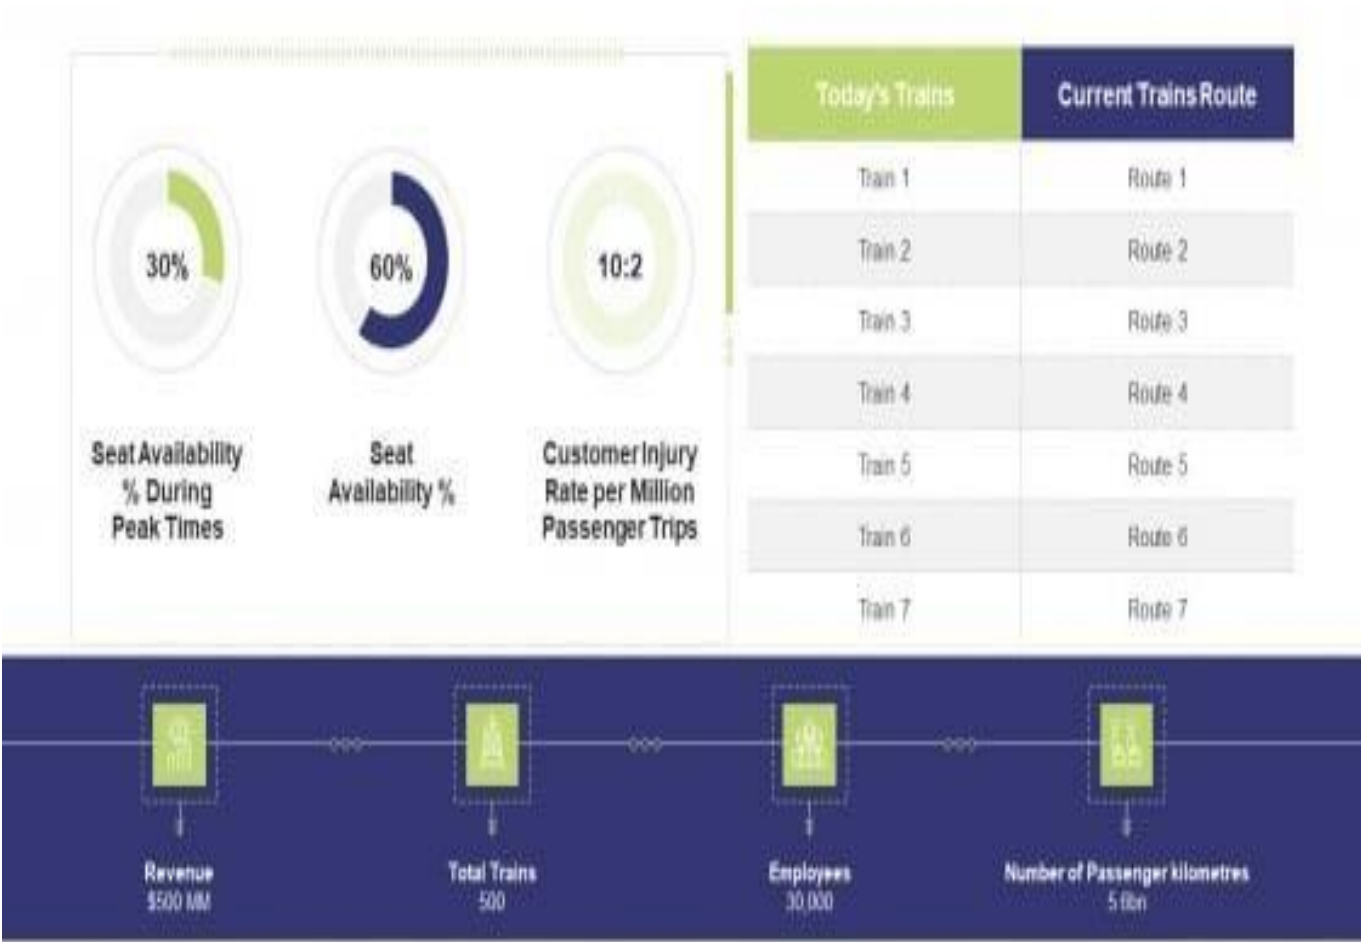 30%
60%
10:2
Seat Availability
% During
Peak Times
Seat
Availability %
Customer Injury
Rate per Million
Passenger Trips
Today's Trains Current Trains Route
Train 1 Route 1
Train 2 Route 2
Train 3 Route 3
Train 4 Route 4
Train 5 Route 5
Train 6 Route 6
Train 7 Route 7
Revenue
$500 MM
Total Trains
500
Employees
30,000
Number of Passenger kilometres